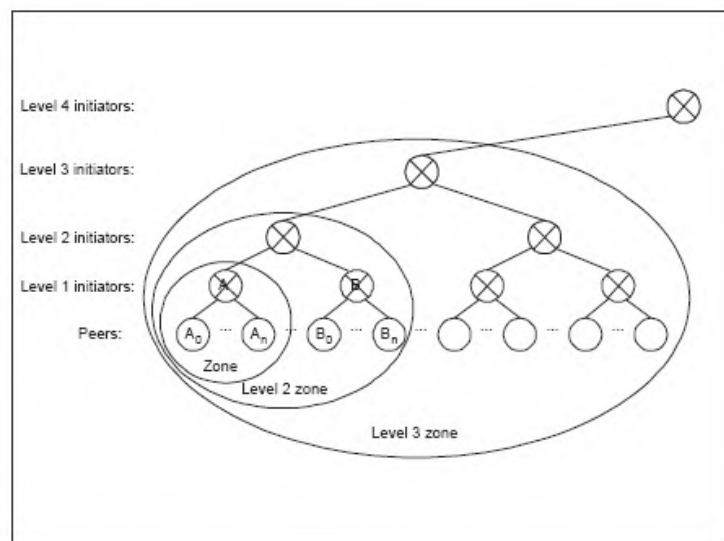 Level 4 initiators:
Level 3 initiators:
Level 2 initiators:
Level 1 initiators: A B
Peers: A0 ... An ... B0 ... Bn ... ... ... ...
Zone
Level 2 zone
Level 3 zone